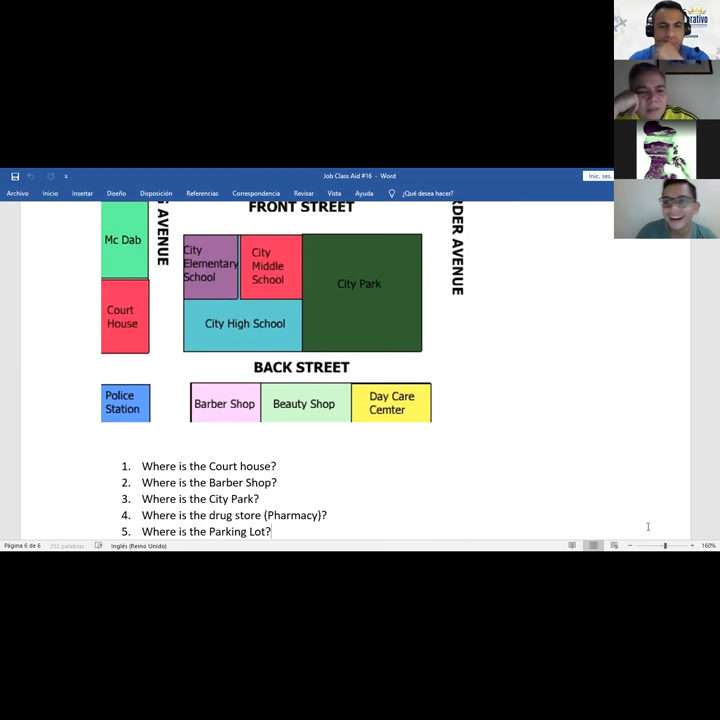 Job Class Aid #16 - Word
Inic. ses.
Archivo Inicio Insertar Diseño Disposición Referencias Correspondencia Revisar Vista Ayuda ¿Qué desea hacer?
FRONT STREET
AVENUE
RDER AVENUE
Mc Dab
City
Elementary
School
City
Middle
School
City Park
Court
House
City High School
BACK STREET
Police
Station
Barber Shop
Beauty Shop
Day Care
Cemter
1. Where is the Court house?
2. Where is the Barber Shop?
3. Where is the City Park?
4. Where is the drug store (Pharmacy)?
5. Where is the Parking Lot?
Página 6 de 6 352 palabras Inglés (Reino Unido) 160%